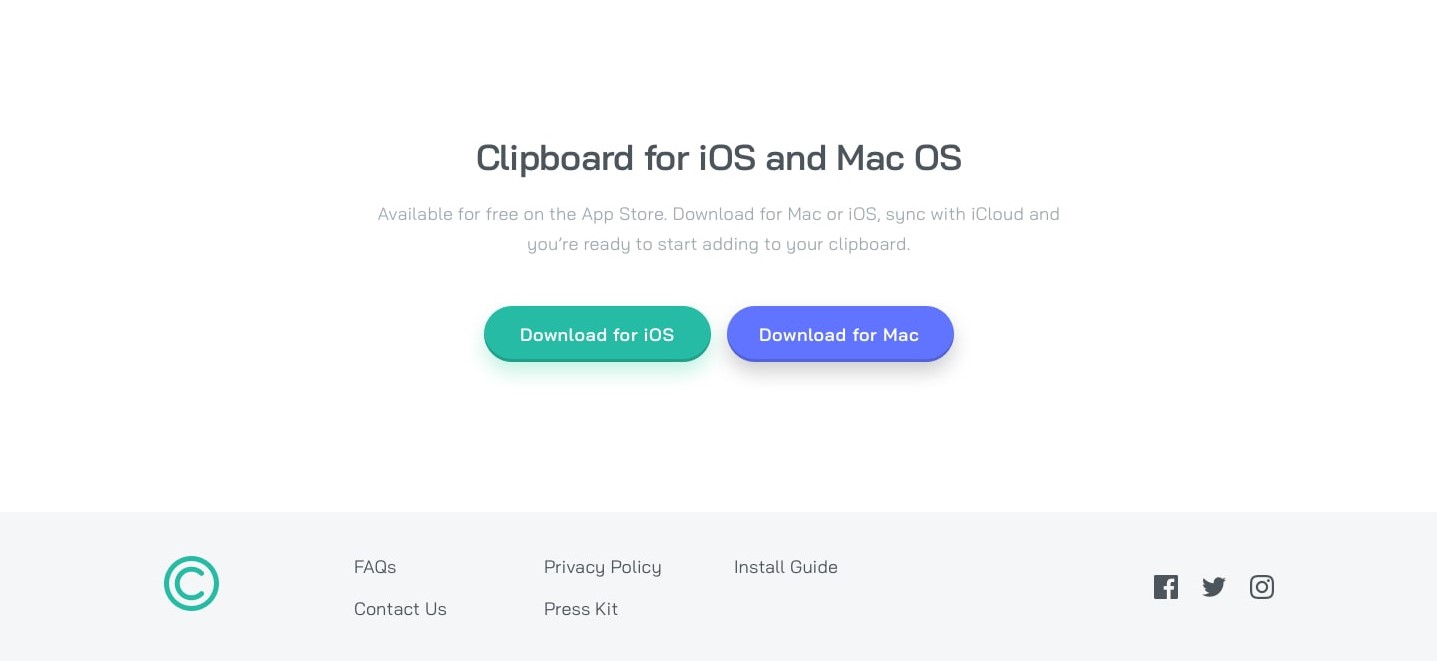 Clipboard for iOS and Mac OS
Available for free on the App Store. Download for Mac or iOS, sync with iCloud and
you’re ready to start adding to your clipboard.
Download for iOS
Download for Mac
FAQs
Contact Us
Privacy Policy
Press Kit
Install Guide